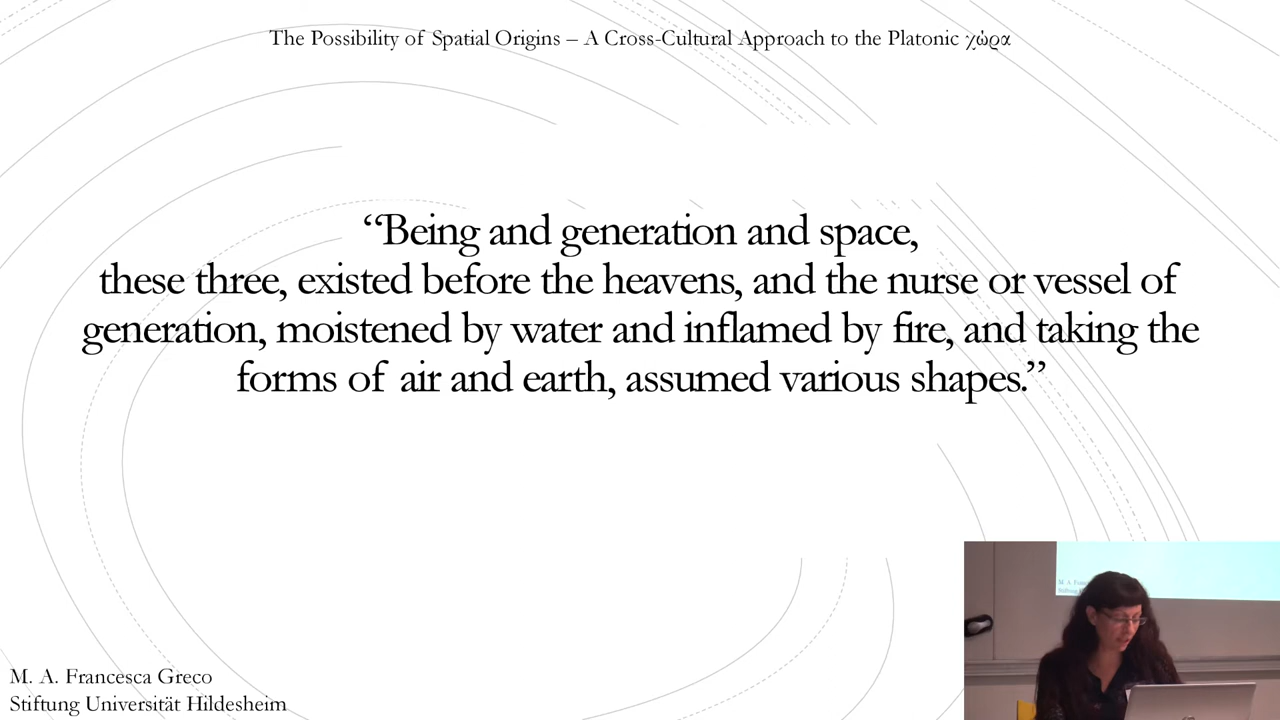 The Possibility of Spatial Origins – A Cross-Cultural Approach to the Platonic χώρα
“Being and generation and space,
these three, existed before the heavens, and the nurse or vessel of
generation, moistened by water and inflamed by fire, and taking the
forms of air and earth, assumed various shapes.”
M. A. Francesca Greco
Stiftung Universität Hildesheim